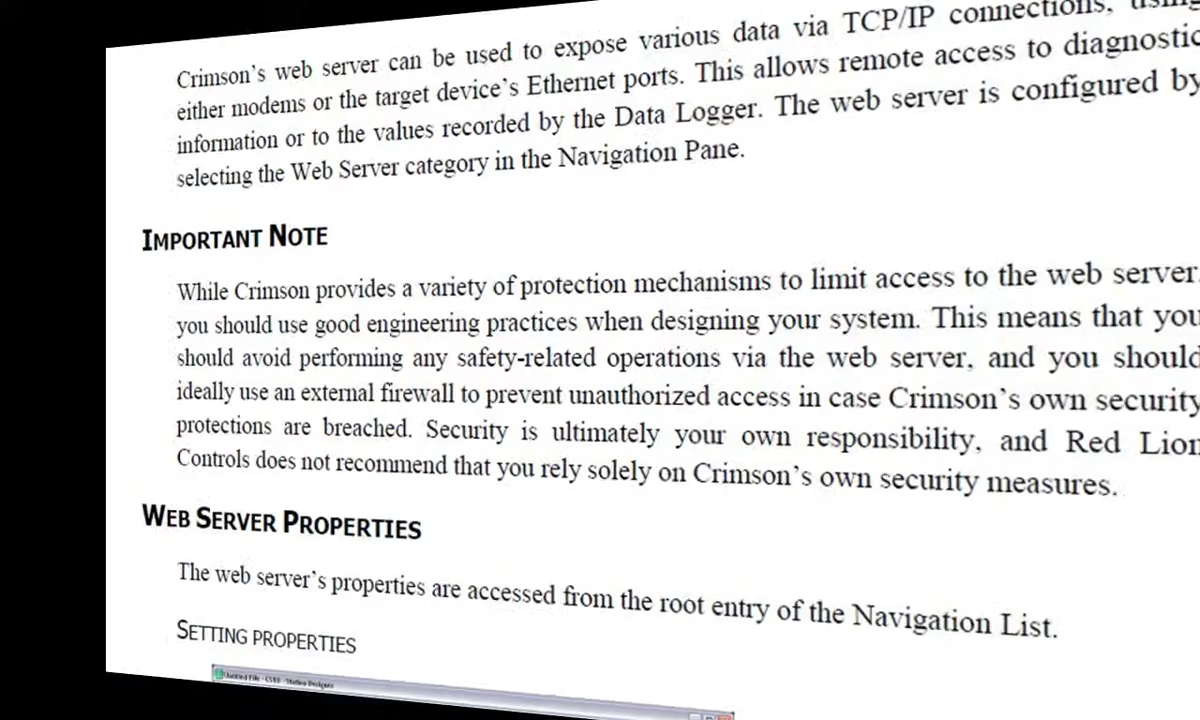 Crimson's web server can be used to expose various data via TCP/IP connections, using
either modems or the target device's Ethernet ports. This allows remote access to diagnostic
information or to the values recorded by the Data Logger. The web server is configured by
selecting the Web Server category in the Navigation Pane.
IMPORTANT NOTE
While Crimson provides a variety of protection mechanisms to limit access to the web server,
you should use good engineering practices when designing your system. This means that you
should avoid performing any safety-related operations via the web server, and you should
ideally use an external firewall to prevent unauthorized access in case Crimson's own security
protections are breached. Security is ultimately your own responsibility, and Red Lion
Controls does not recommend that you rely solely on Crimson's own security measures.
WEB SERVER PROPERTIES
The web server's properties are accessed from the root entry of the Navigation List.
SETTING PROPERTIES
Untitled File -